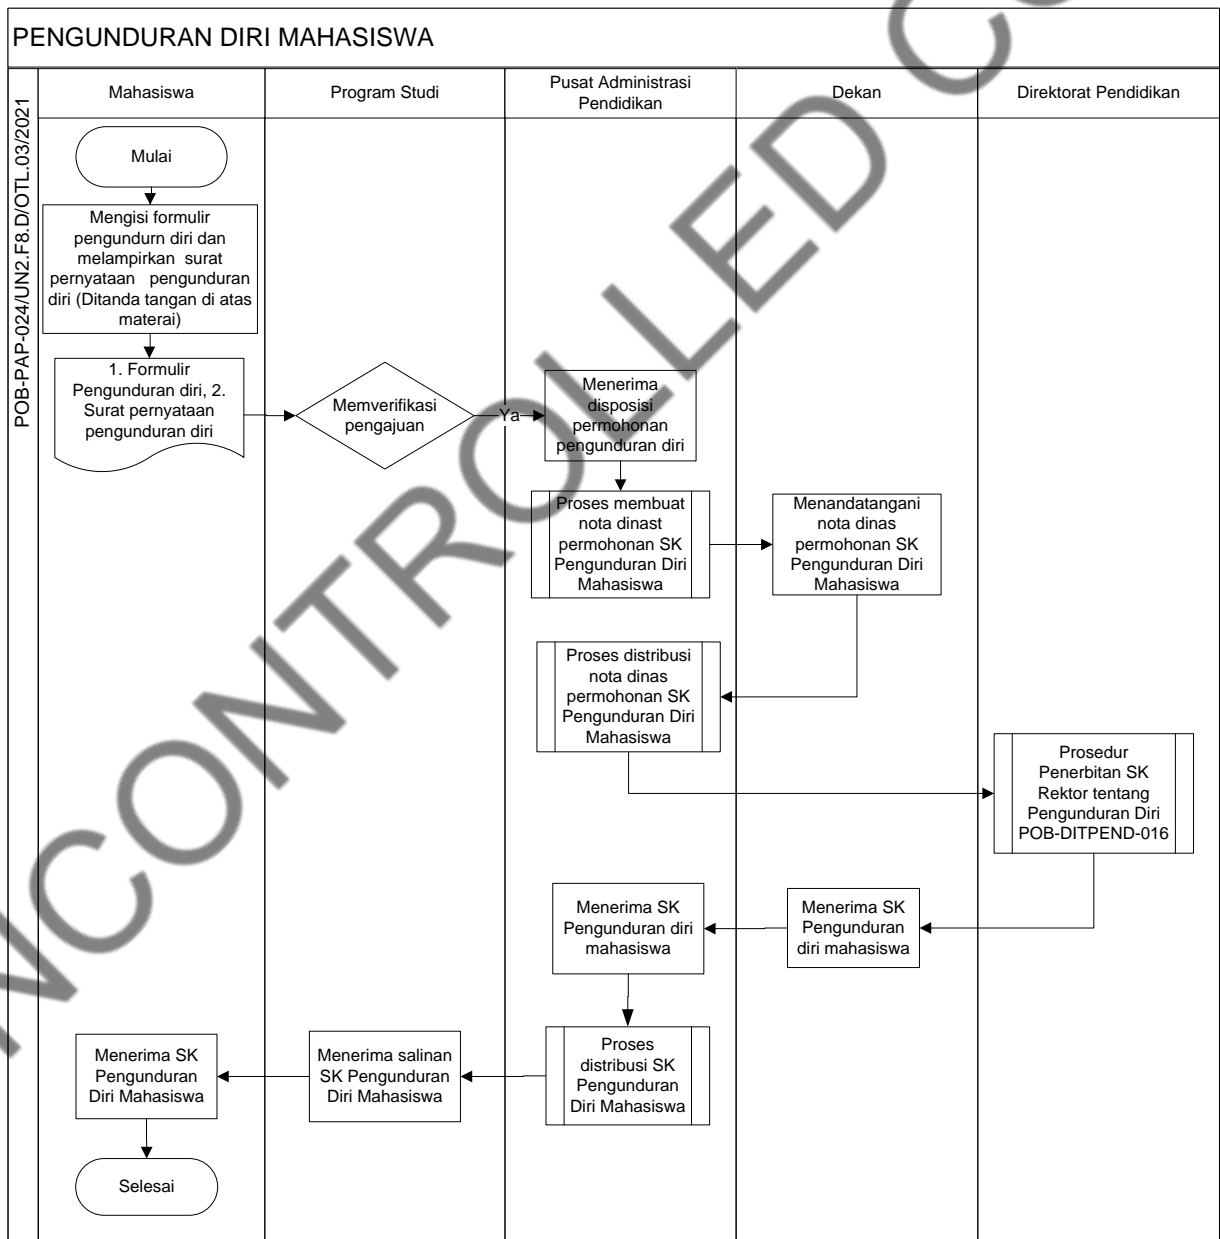 PENGUNDURAN DIRI MAHASISWA
POB-PAP-024/UN2.F8.D/OTL.03/2021
Mahasiswa
Program Studi
Pusat Administrasi
Pendidikan
Dekan
Direktorat Pendidikan
Mulai
Mengisi formulir
pengundurn diri dan
melampirkan surat
pernyataan pengunduran
diri (Ditanda tangan di atas
materai)
1. Formulir
Pengunduran diri, 2.
Surat pernyataan
pengunduran diri
Memverifikasi
pengajuan
Ya
Menerima
disposisi
permohonan
pengunduran diri
Proses membuat
nota dinast
permohonan SK
Pengunduran Diri
Mahasiswa
Menandatangani
nota dinas
permohonan SK
Pengunduran Diri
Mahasiswa
Proses distribusi
nota dinas
permohonan SK
Pengunduran Diri
Mahasiswa
Prosedur
Penerbitan SK
Rektor tentang
Pengunduran Diri
POB-DITPEND-016
Menerima SK
Pengunduran
diri mahasiswa
Menerima SK
Pengunduran diri
mahasiswa
Proses
distribusi SK
Pengunduran
Diri Mahasiswa
Menerima salinan
SK Pengunduran
Diri Mahasiswa
Menerima SK
Pengunduran
Diri Mahasiswa
Selesai
NCONTROLLED CO